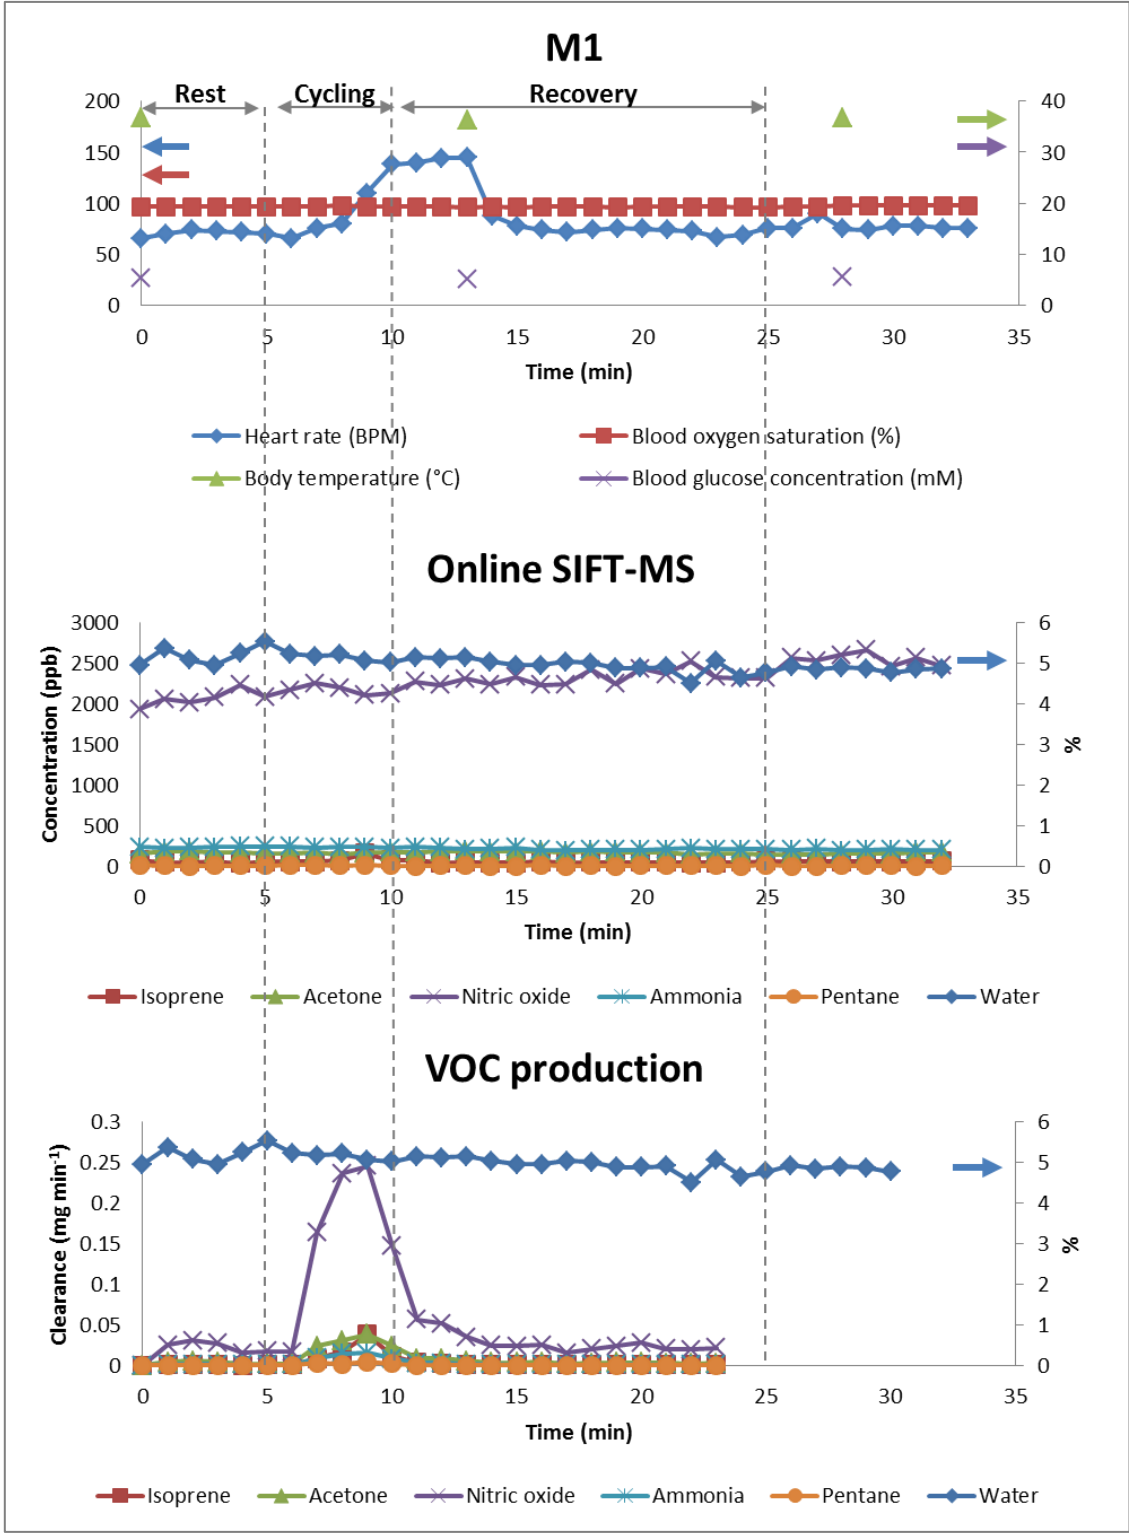 M1
Rest Cycling Recovery
200 40
150 30
100 20
50 10
0 0
0 5 10 15 20 25 30 35
Time (min)
Heart rate (BPM) Blood oxygen saturation (%)
Body temperature (°C) Blood glucose concentration (mM)
Online SIFT-MS
Concentration (ppb)
3000 6
2500 5
2000 4
1500 3
1000 2
500 1
0 0
%
0 5 10 15 20 25 30 35
Time (min)
Isoprene Acetone Nitric oxide Ammonia Pentane Water
VOC production
Clearance (mg min-1)
0.3 6
0.25 5
0.2 4
0.15 3
0.1 2
0.05 1
0 0
%
0 5 10 15 20 25 30 35
Time (min)
Isoprene Acetone Nitric oxide Ammonia Pentane Water